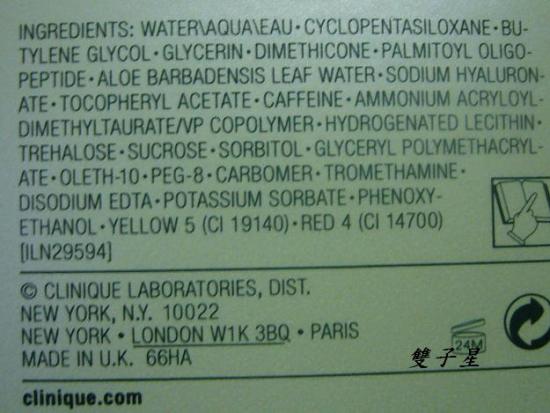 INGREDIENTS: WATER\AQUA\EAU • CYCLOPENTASILOXANE • BU-
TYLENE GLYCOL • GLYCERIN • DIMETHICONE • PALMITOYL OLIGO-
PEPTIDE • ALOE BARBADENSIS LEAF WATER • SODIUM HYALURON-
ATE • TOCOPHERYL ACETATE • CAFFEINE • AMMONIUM ACRYLOYL-
DIMETHYLTAURATE/VP COPOLYMER • HYDROGENATED LECITHIN •
TREHALOSE • SUCROSE • SORBITOL • GLYCERYL POLYMETHACRYL-
ATE • OLETH-10 • PEG-8 • CARBOMER • TROMETHAMINE •
DISODIUM EDTA • POTASSIUM SORBATE • PHENOXY-
ETHANOL • YELLOW 5 (CI 19140) • RED 4 (CI 14700)
[ILN29594]
© CLINIQUE LABORATORIES, DIST.
NEW YORK, N.Y. 10022
NEW YORK • LONDON W1K 3BQ • PARIS
MADE IN U.K. 66HA
24M
雙子星
clinique.com